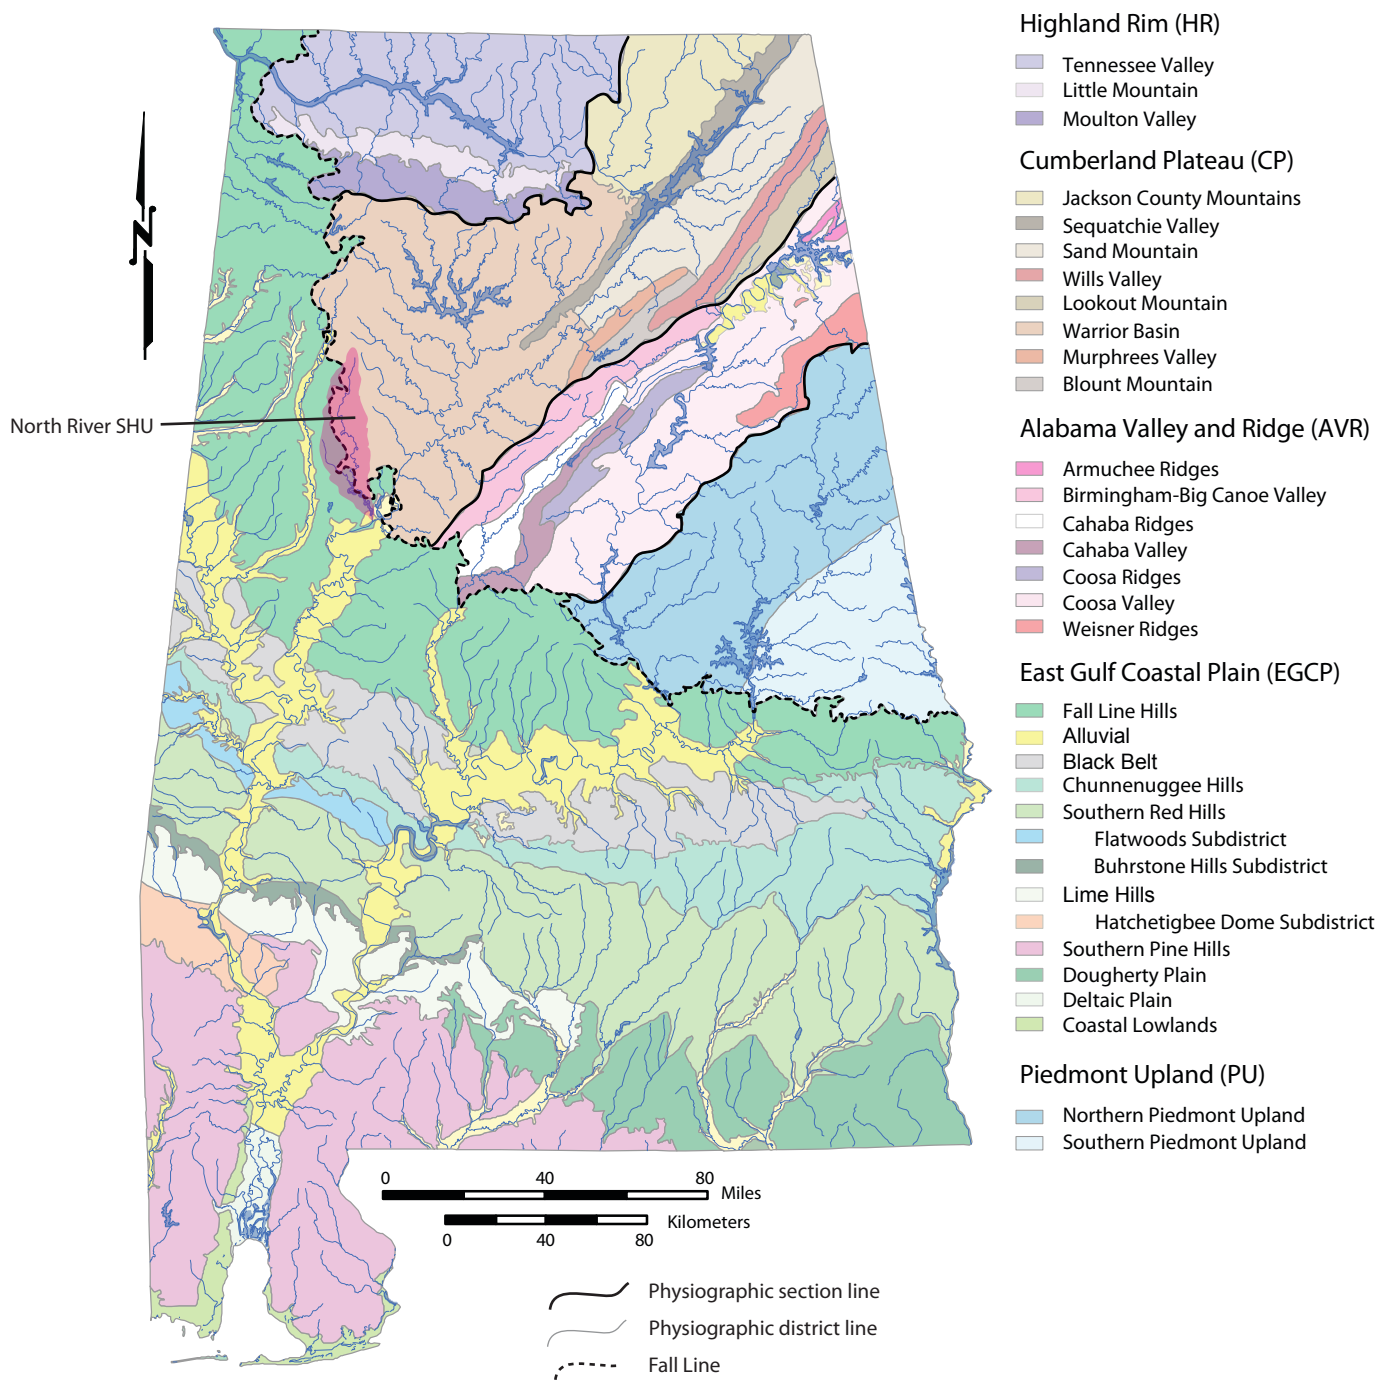 Highland Rim (HR)
Tennessee Valley
Little Mountain
Moulton Valley
Cumberland Plateau (CP)
Jackson County Mountains
Sequatchie Valley
Sand Mountain
Wills Valley
Lookout Mountain
Warrior Basin
Murphrees Valley
Blount Mountain
Alabama Valley and Ridge (AVR)
Armuchee Ridges
Birmingham-Big Canoe Valley
Cahaba Ridges
Cahaba Valley
Coosa Ridges
Coosa Valley
Weisner Ridges
East Gulf Coastal Plain (EGCP)
Fall Line Hills
Alluvial
Black Belt
Chunnenuggee Hills
Southern Red Hills
Flatwoods Subdistrict
Buhrstone Hills Subdistrict
Lime Hills
Hatchetigbee Dome Subdistrict
Southern Pine Hills
Dougherty Plain
Deltaic Plain
Coastal Lowlands
Piedmont Upland (PU)
Northern Piedmont Upland
Southern Piedmont Upland
N
North River SHU
0 40 80
Miles
Kilometers
0 40 80
Physiographic section line
Physiographic district line
Fall Line